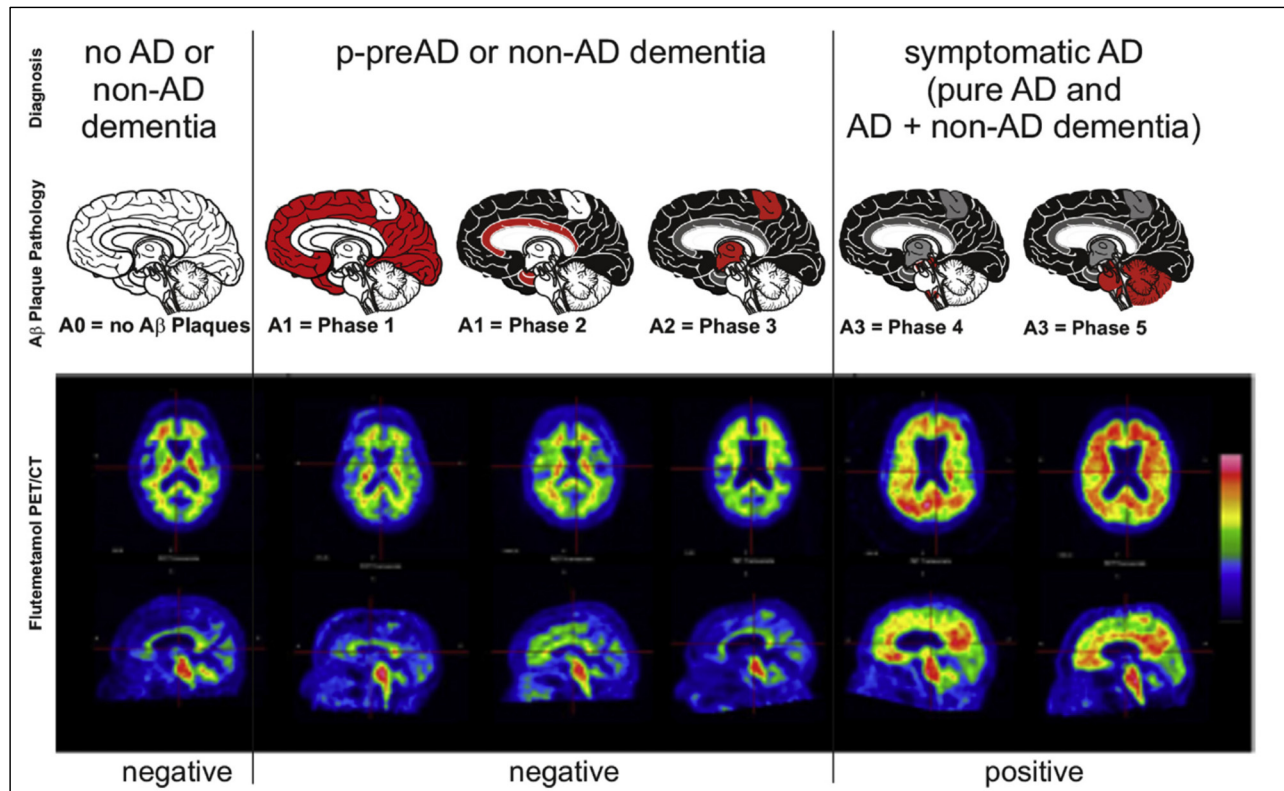 Diagnosis
no AD or
non-AD
dementia
p-preAD or non-AD dementia
symptomatic AD
(pure AD and
AD + non-AD dementia)
Aβ Plaque Pathology
A0 = no Aβ Plaques
A1 = Phase 1
A1 = Phase 2
A2 = Phase 3
A3 = Phase 4
A3 = Phase 5
Flutemetamol PET/CT
negative
negative
positive